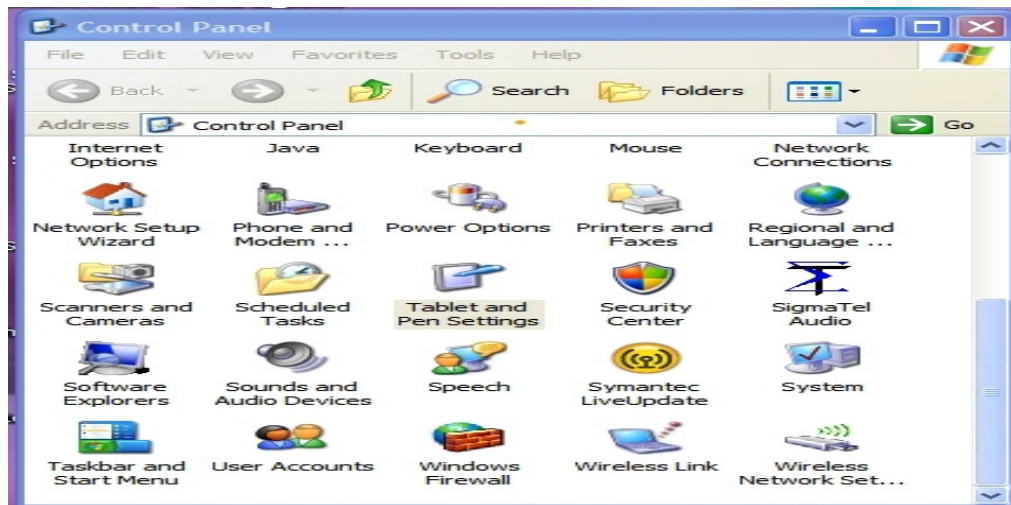 Control Panel
File Edit View Favorites Tools Help
Back Search Folders
Address Control Panel Go
Internet Options
Java
Keyboard
Mouse
Network Connections
Network Setup Wizard
Phone and Modem ...
Power Options
Printers and Faxes
Regional and Language ...
Scanners and Cameras
Scheduled Tasks
Tablet and Pen Settings
Security Center
SigmaTel Audio
Software Explorers
Sounds and Audio Devices
Speech
Symantec LiveUpdate
System
Taskbar and Start Menu
User Accounts
Windows Firewall
Wireless Link
Wireless Network Set...